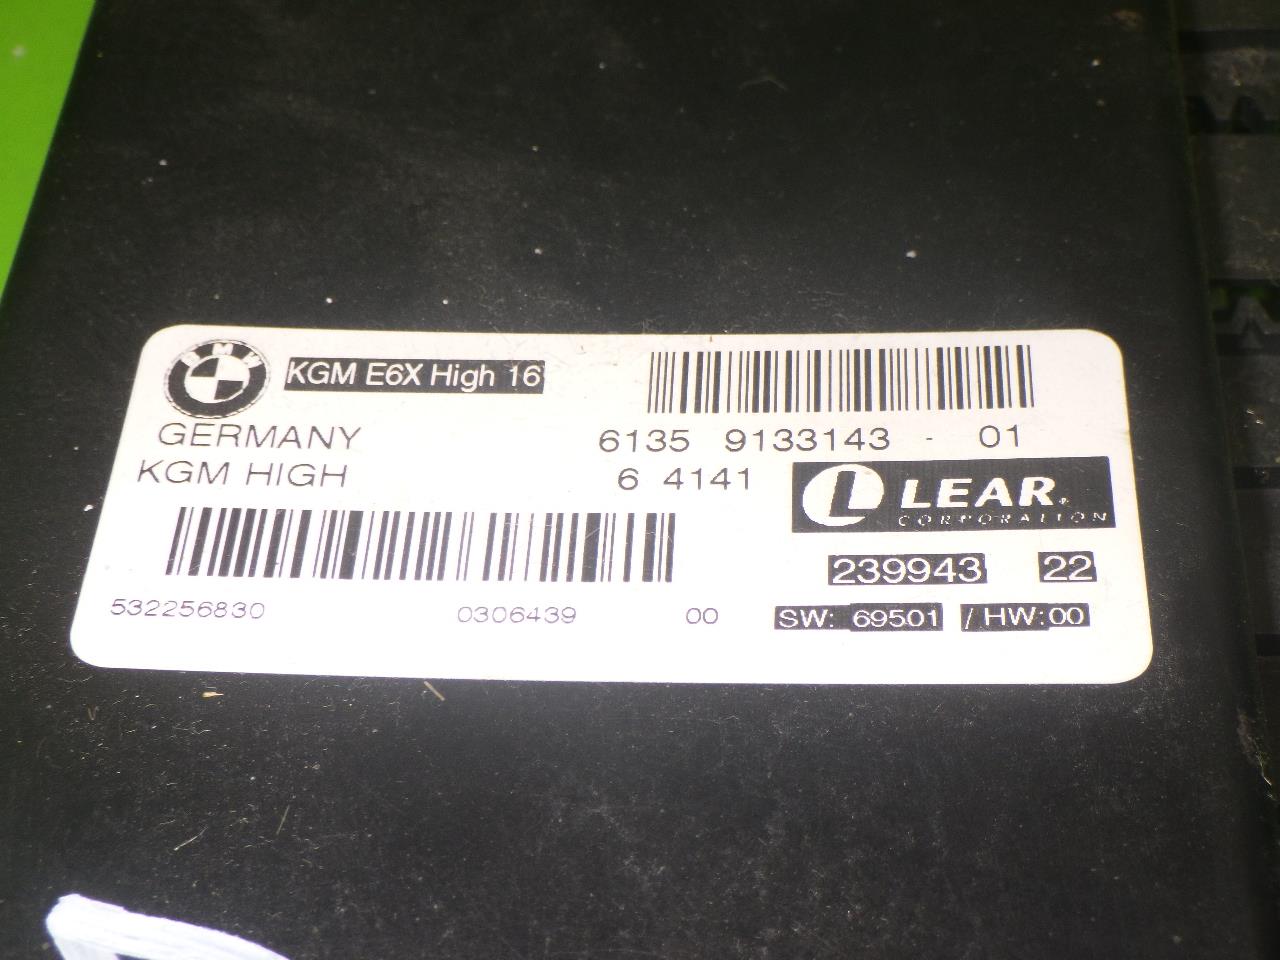 BMW
KGM E6X High 16
GERMANY
6135 9133143 - 01
KGM HIGH
6 4141
LEAR®
CORPORATION
239943 22
532256830 0306439 00
SW: 69501 / HW:00